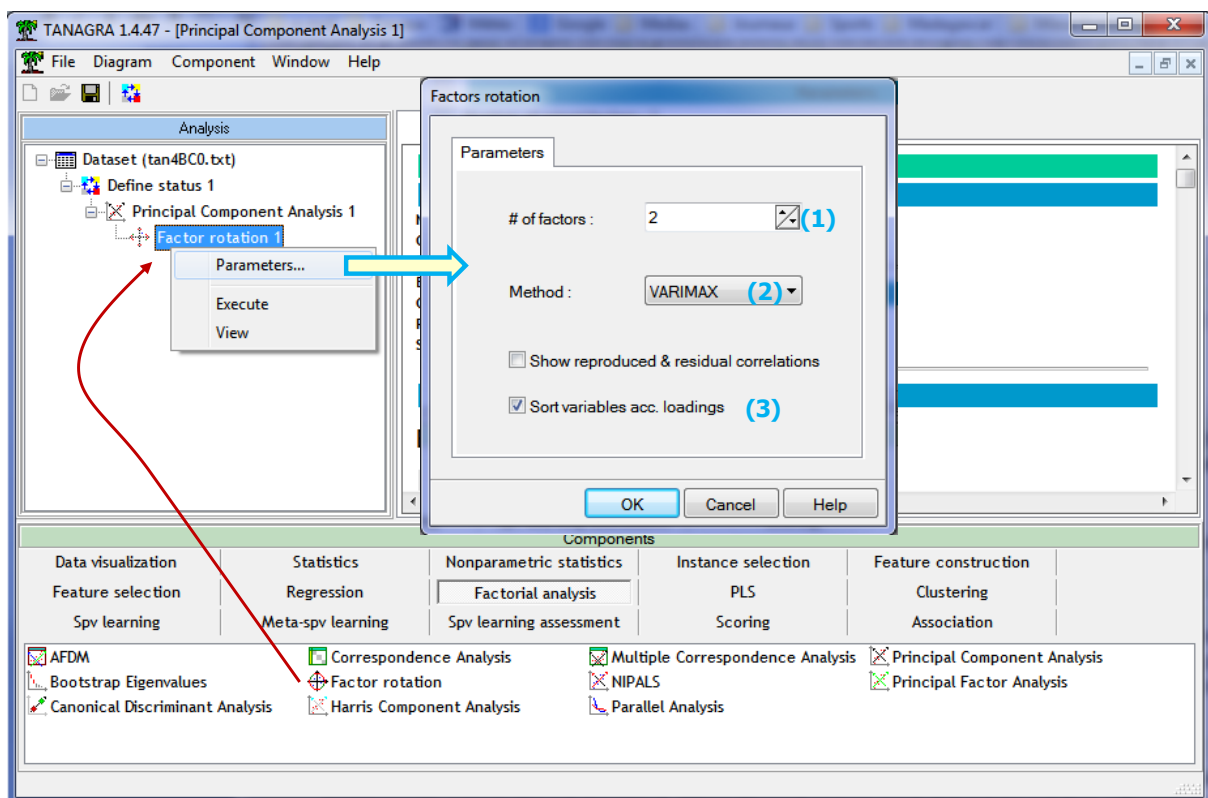 TANAGRA 1.4.47 - [Principal Component Analysis 1]
File Diagram Component Window Help
Analysis
Dataset (tan4BC0.txt)
Define status 1
Principal Component Analysis 1
Factor rotation 1
Parameters...
Execute
View
Factors rotation
Parameters
# of factors : 2 (1)
Method : VARIMAX (2)
Show reproduced & residual correlations
Sort variables acc. loadings (3)
OK Cancel Help
Components
Data visualization Statistics Nonparametric statistics Instance selection Feature construction
Feature selection Regression Factorial analysis PLS Clustering
Spv learning Meta-spv learning Spv learning assessment Scoring Association
AFDM Correspondence Analysis Multiple Correspondence Analysis Principal Component Analysis
Bootstrap Eigenvalues Factor rotation NIPALS Principal Factor Analysis
Canonical Discriminant Analysis Harris Component Analysis Parallel Analysis